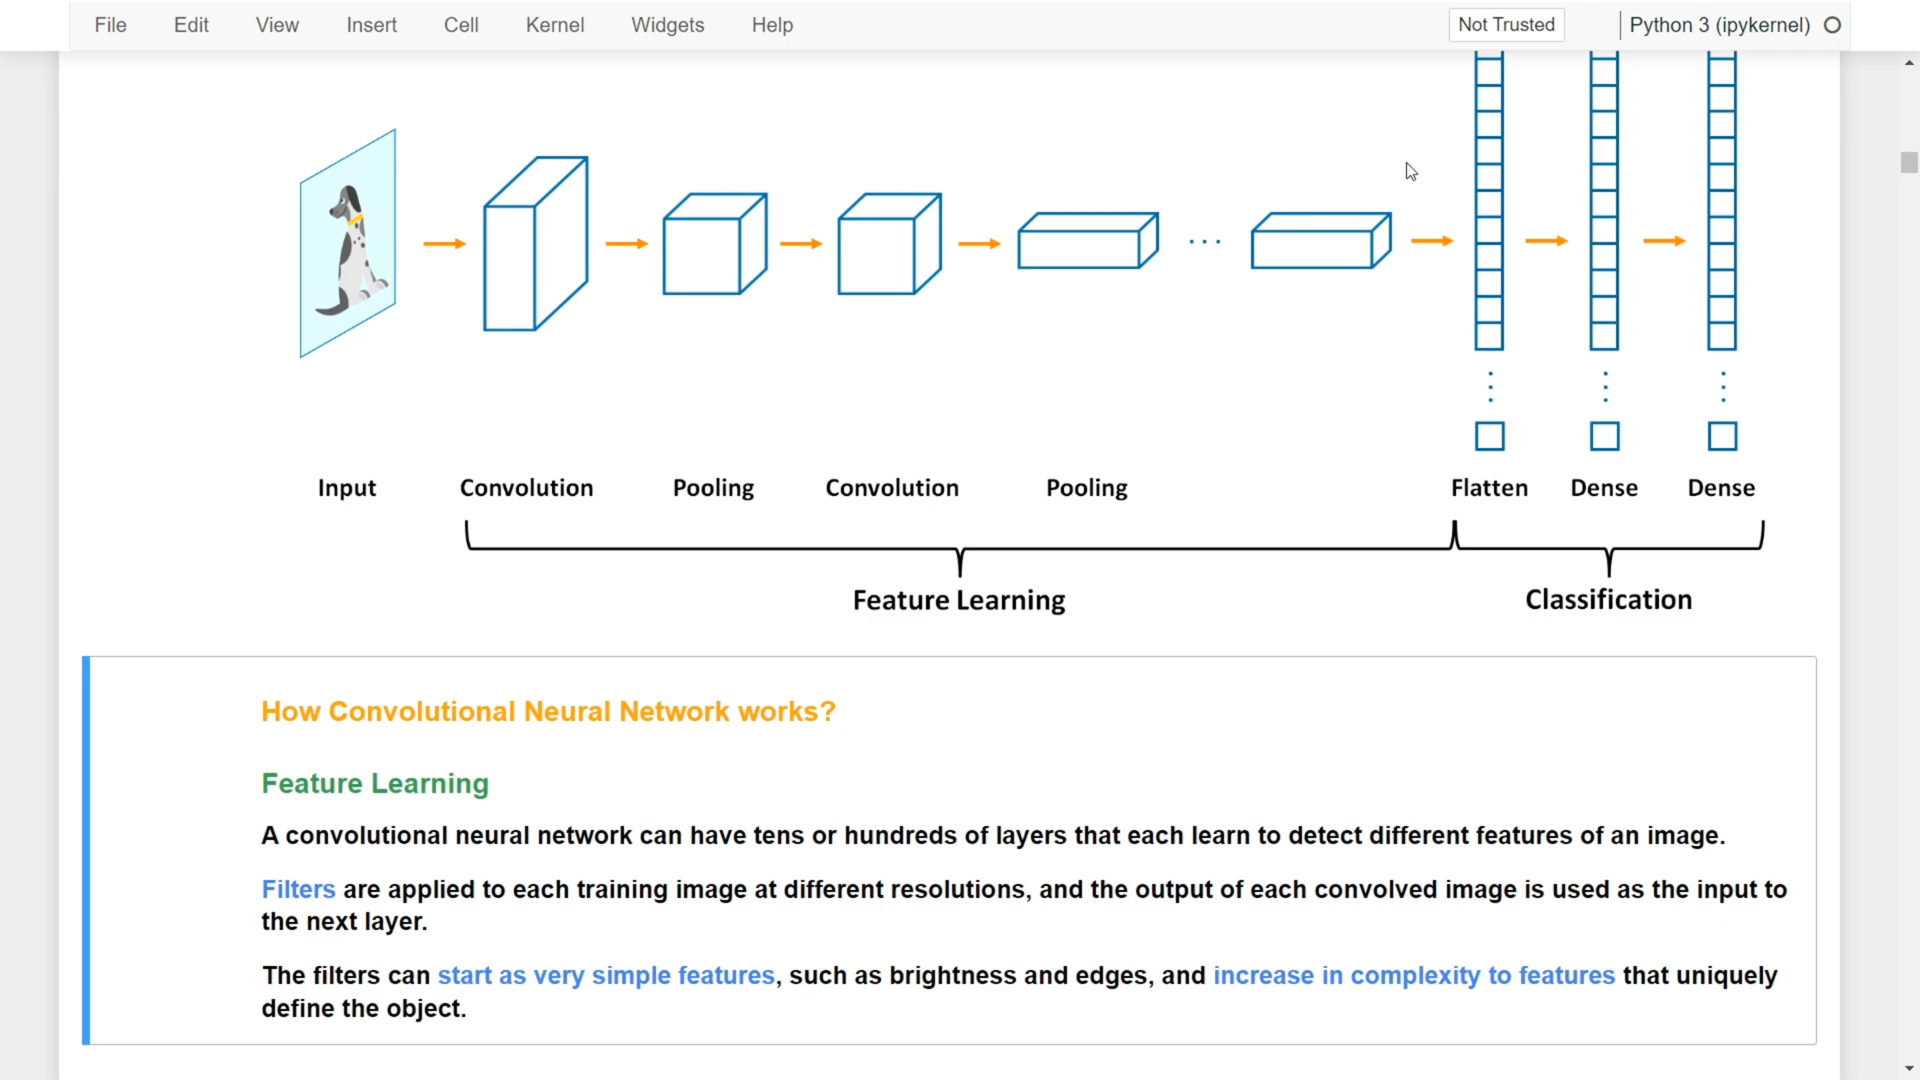 File Edit View Insert Cell Kernel Widgets Help Not Trusted Python 3 (ipykernel)
Input Convolution Pooling Convolution Pooling Flatten Dense Dense
Feature Learning Classification
How Convolutional Neural Network works?
Feature Learning
A convolutional neural network can have tens or hundreds of layers that each learn to detect different features of an image.
Filters are applied to each training image at different resolutions, and the output of each convolved image is used as the input to
the next layer.
The filters can start as very simple features, such as brightness and edges, and increase in complexity to features that uniquely
define the object.